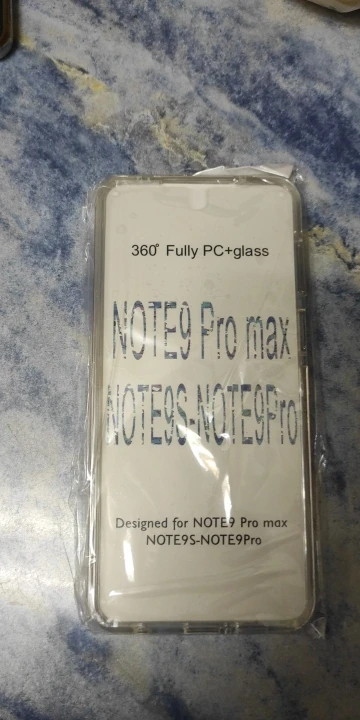 360° Fully PC+glass
NOTE9 Pro max
NOTE9S-NOTE9Pro
Designed for NOTE9 Pro max
NOTE9S-NOTE9Pro